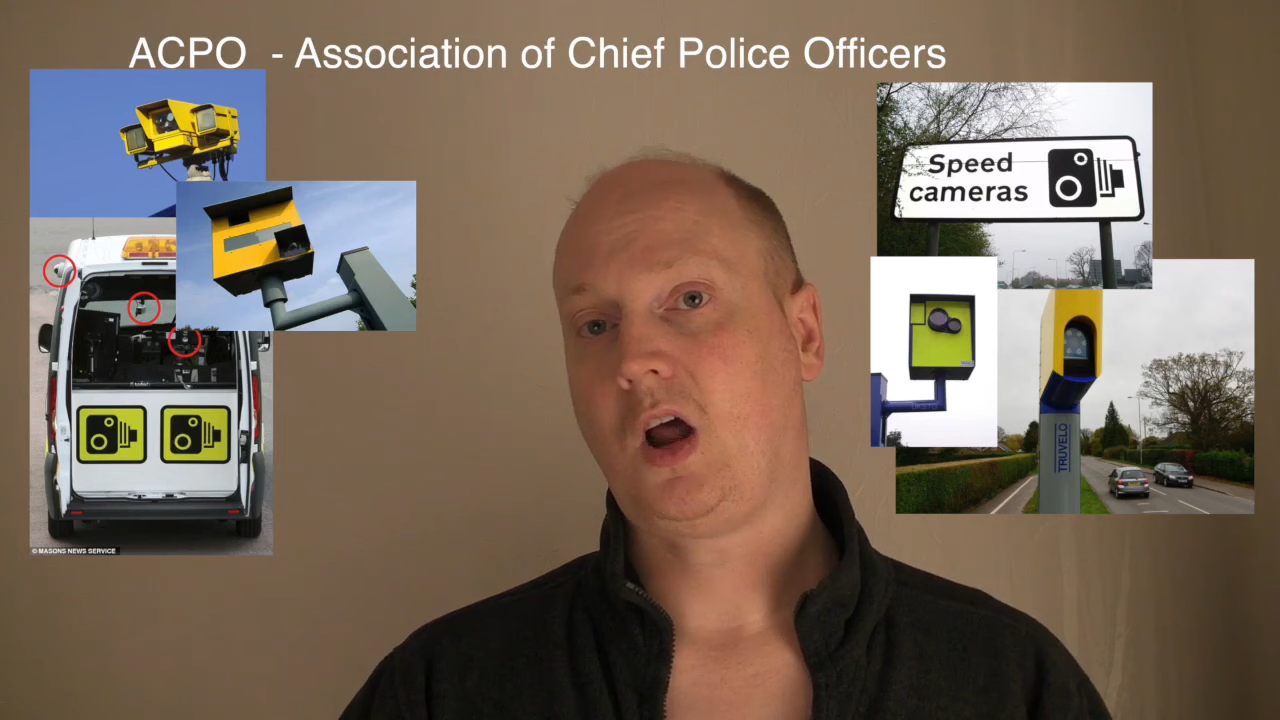 ACPO - Association of Chief Police Officers
Speed
cameras
TRUVELO
© MASONS NEWS SERVICE